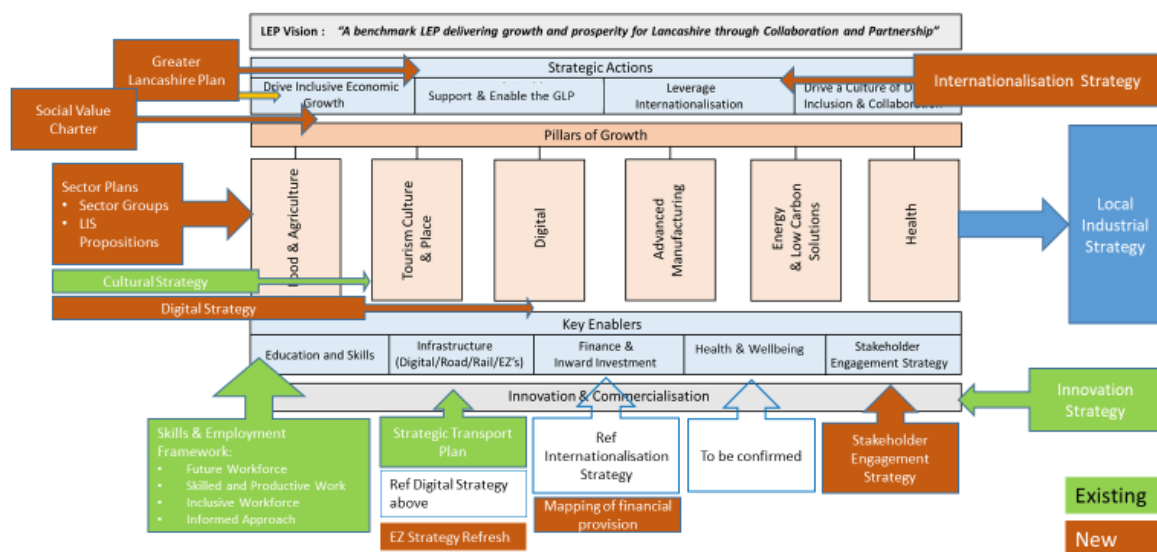 LEP Vision : "A benchmark LEP delivering growth and prosperity for Lancashire through Collaboration and Partnership"
Greater
Lancashire Plan
Strategic Actions
Internationalisation Strategy
Drive Inclusive Economic
Growth
Support & Enable the GLP
Leverage
Internationalisation
Drive a Culture of
Inclusion & Collaboration
Social Value
Charter
Pillars of Growth
Sector Plans
• Sector Groups
• LIS
Propositions
Food & Agriculture
Tourism Culture
& Place
Digital
Advanced
Manufacturing
Energy
& Low Carbon
Solutions
Health
Local
Industrial
Strategy
Cultural Strategy
Digital Strategy
Key Enablers
Education and Skills
Infrastructure
(Digital/Road/Rail/EZ's)
Finance &
Inward Investment
Health & Wellbeing
Stakeholder
Engagement Strategy
Innovation & Commercialisation
Innovation
Strategy
Skills & Employment
Framework:
• Future Workforce
• Skilled and Productive Work
• Inclusive Workforce
• Informed Approach
Strategic Transport
Plan
Ref Digital Strategy
above
EZ Strategy Refresh
Ref
Internationalisation
Strategy
Mapping of financial
provision
To be confirmed
Stakeholder
Engagement
Strategy
Existing
New